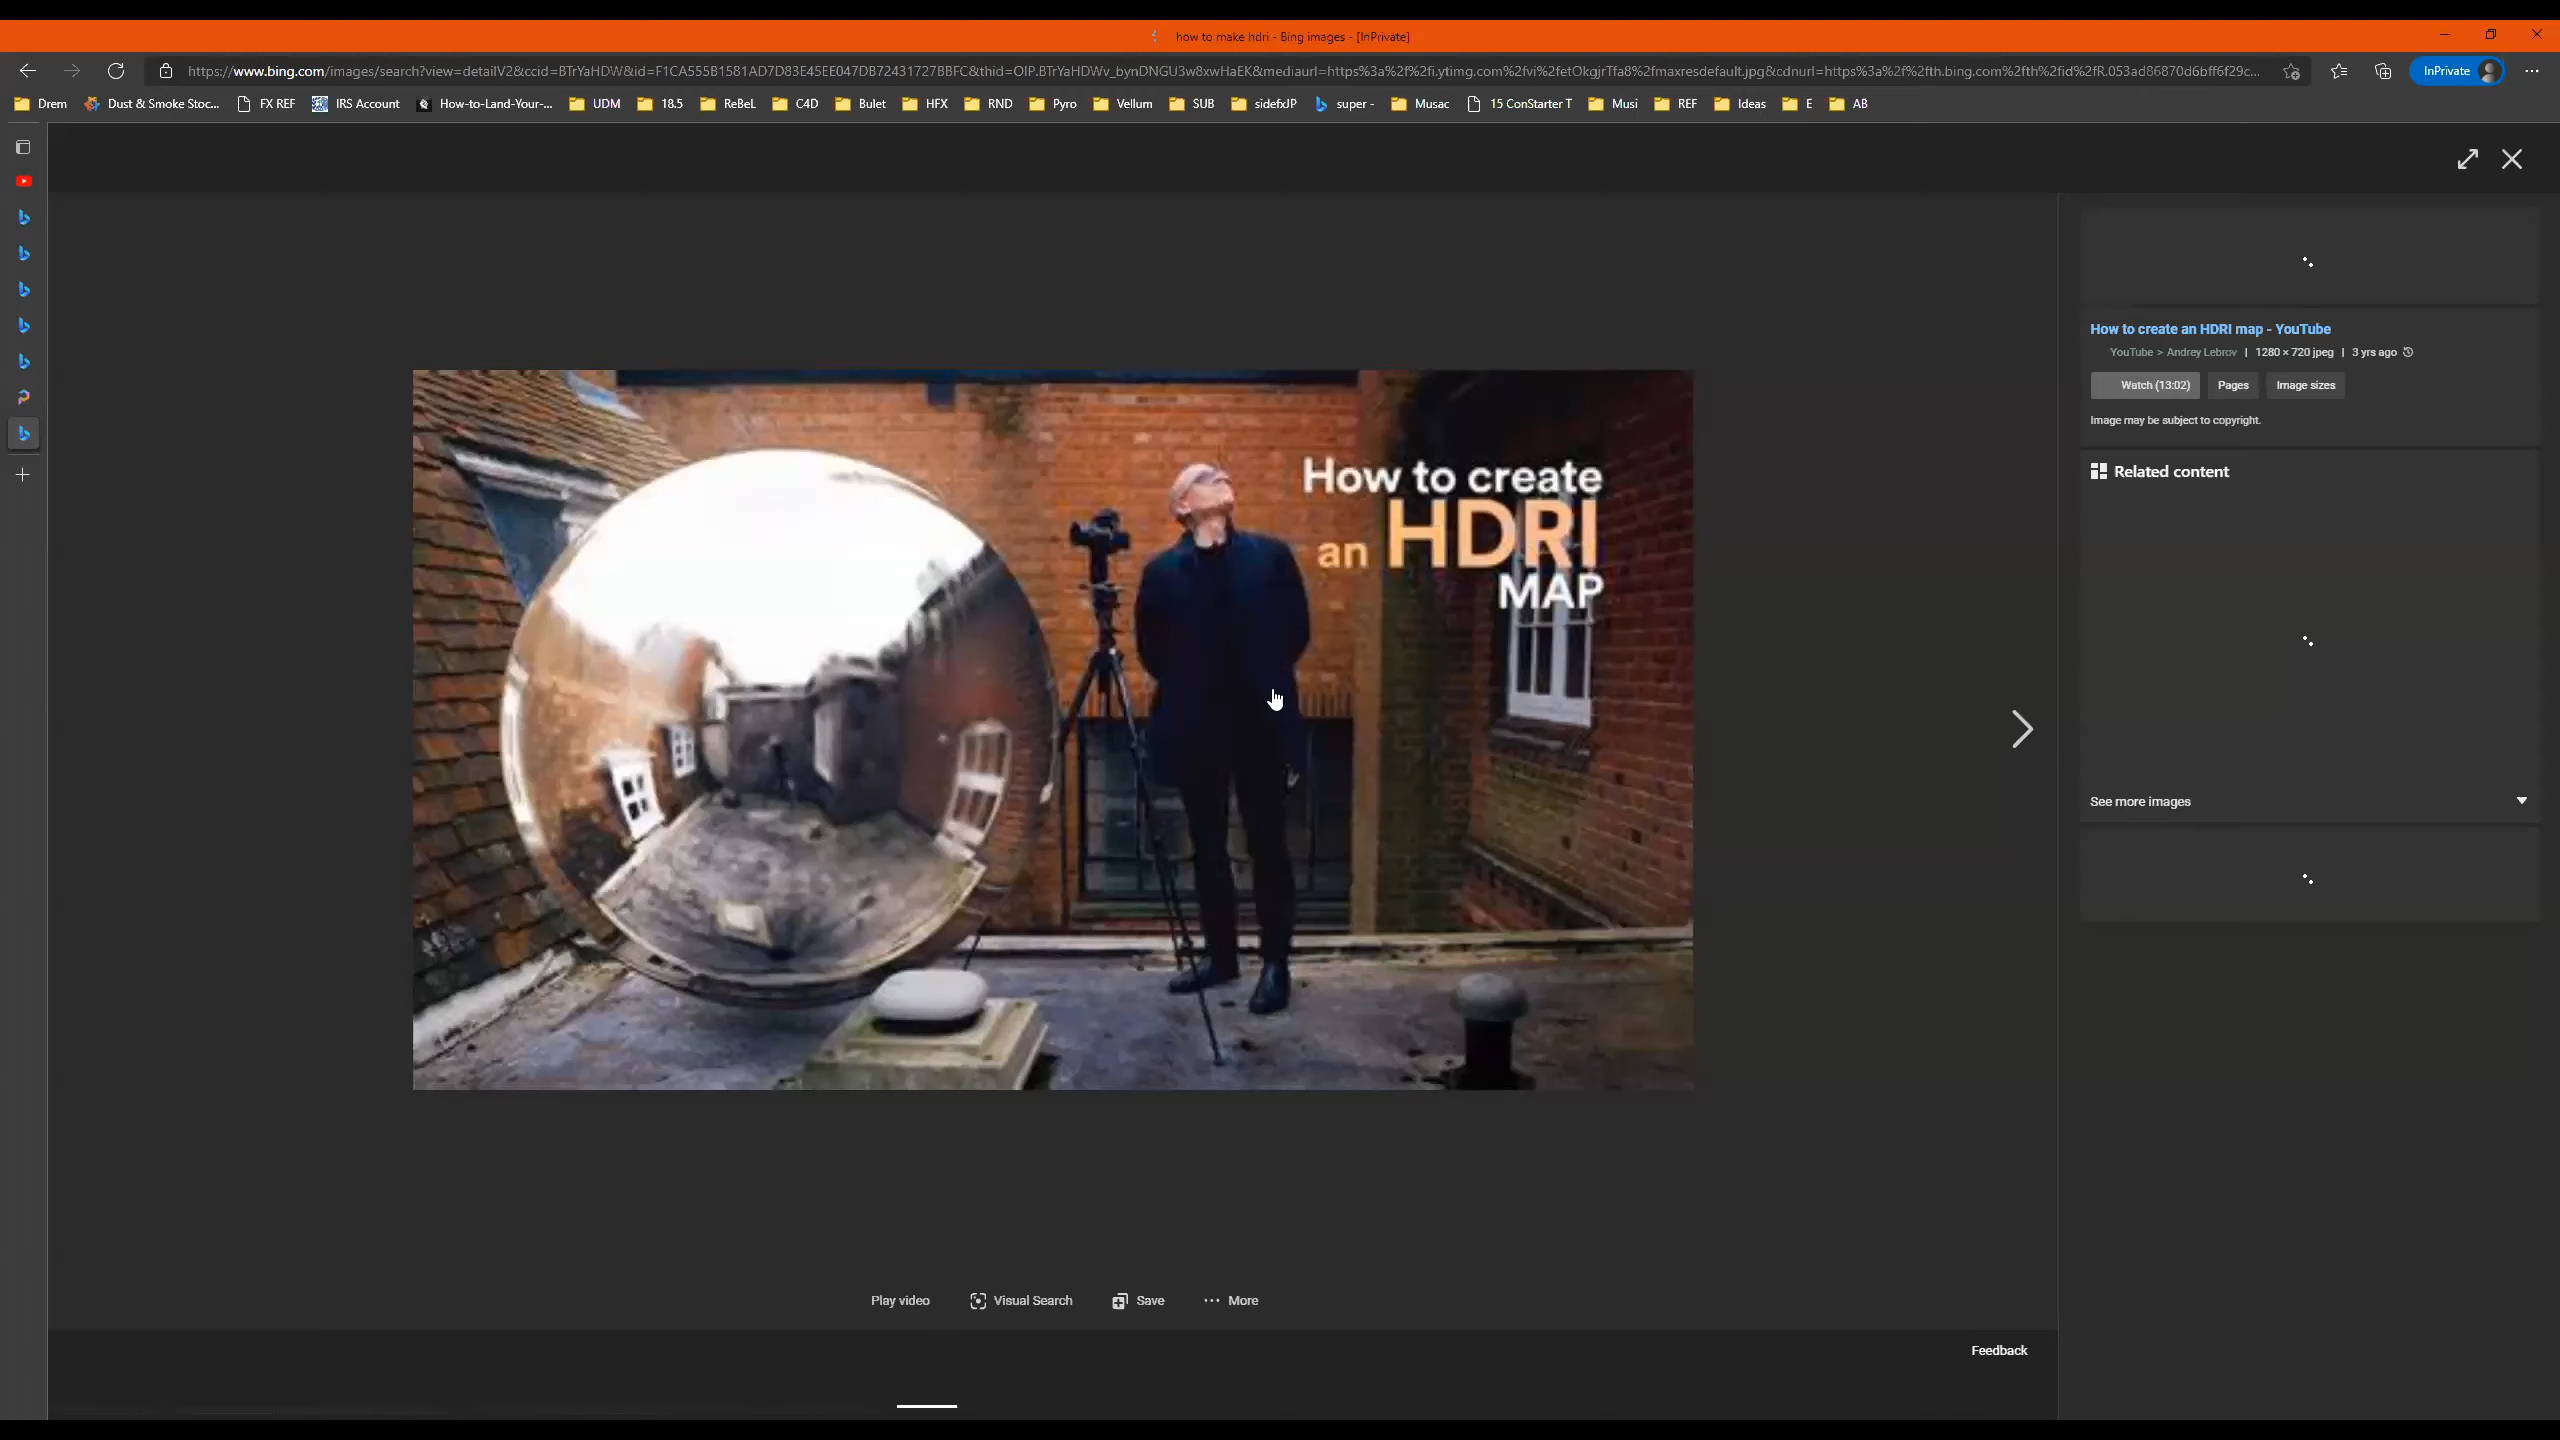 how to make hdri - Bing images - [InPrivate]
https://www.bing.com/images/search?view=detailV2&ccid=BTrYaHDW&id=F1CA555B1581AD7D83E45EE047DB72431727BBFC&thid=OIP.BTrYaHDWv_bynDNGU3w8xwHaEK&mediaurl=https%3a%2f%2fi.ytimg.com%2fvi%2fetOkgjrTfa8%2fmaxresdefault.jpg&cdnurl=https%3a%2f%2fth.bing.com%2fth%2fid%2fR.053ad86870d6bff6f29c...
InPrivate
Drem Dust & Smoke Stoc... FX REF IRS Account How-to-Land-Your-... UDM 18.5 ReBeL C4D Bulet HFX RND Pyro Vellum SUB sidefxJP super - Musac 15 ConStarter T Musi REF Ideas E AB
How to create
an HDRI
MAP
How to create an HDRI map - YouTube
YouTube > Andrey Lebrov | 1280 × 720 jpeg | 3 yrs ago
Watch (13:02) Pages Image sizes
Image may be subject to copyright.
Related content
See more images
Play video Visual Search Save More
Feedback